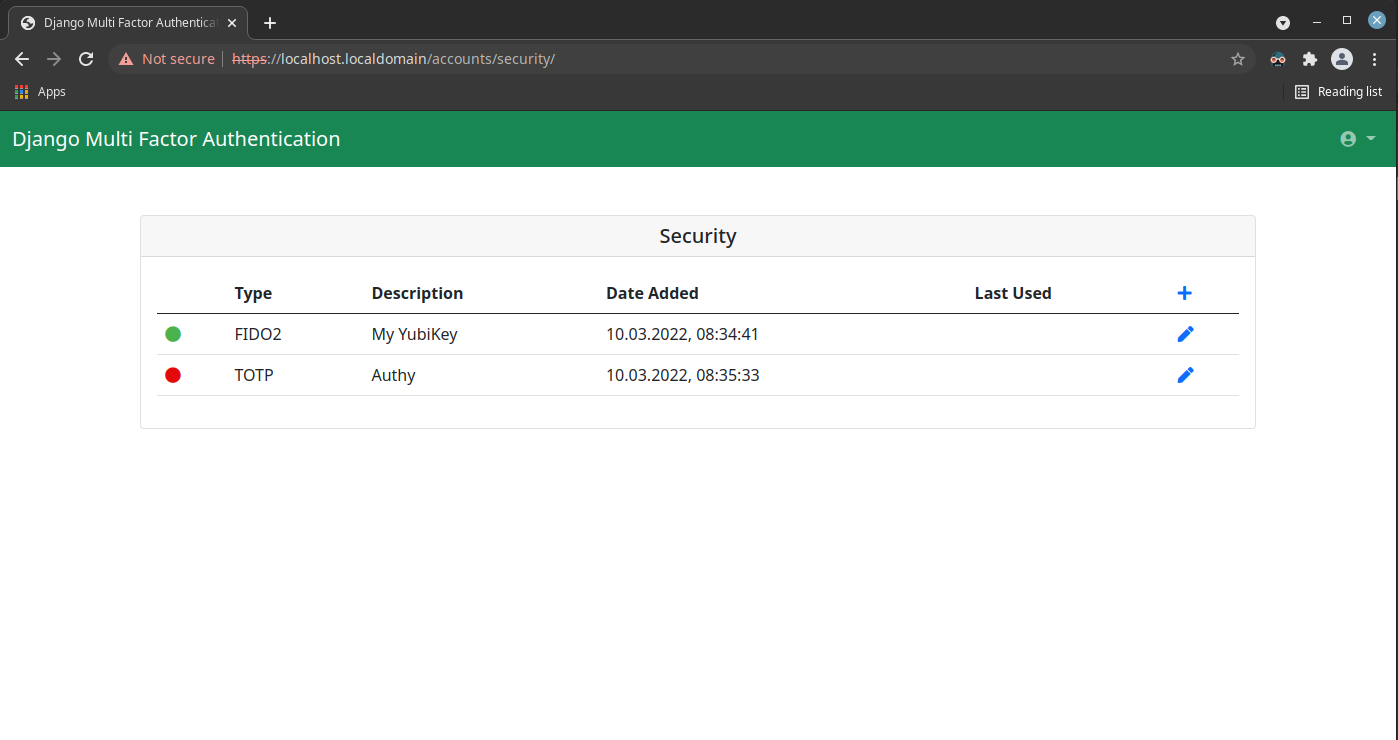 Django Multi Factor Authentica
Not secure https://localhost.localdomain/accounts/security/
Apps Reading list
Django Multi Factor Authentication
Security
Type Description Date Added Last Used
FIDO2 My YubiKey 10.03.2022, 08:34:41
TOTP Authy 10.03.2022, 08:35:33